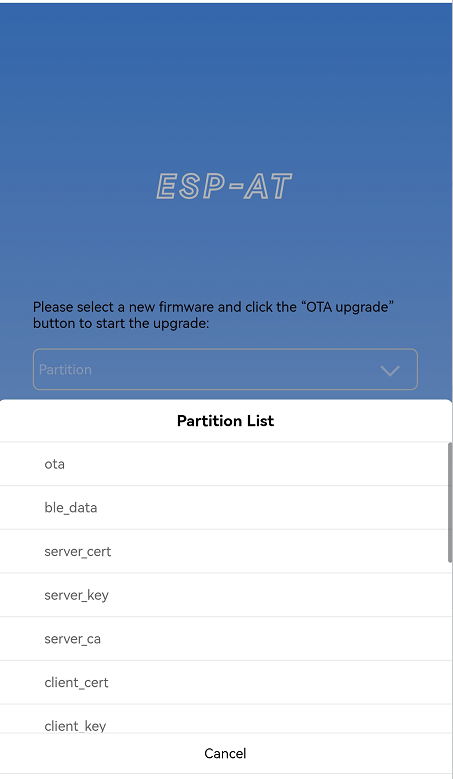 ESP-AT
Please select a new firmware and click the “OTA upgrade”
button to start the upgrade:
Partition
Partition List
ota
ble_data
server_cert
server_key
server_ca
client_cert
client_key
Cancel